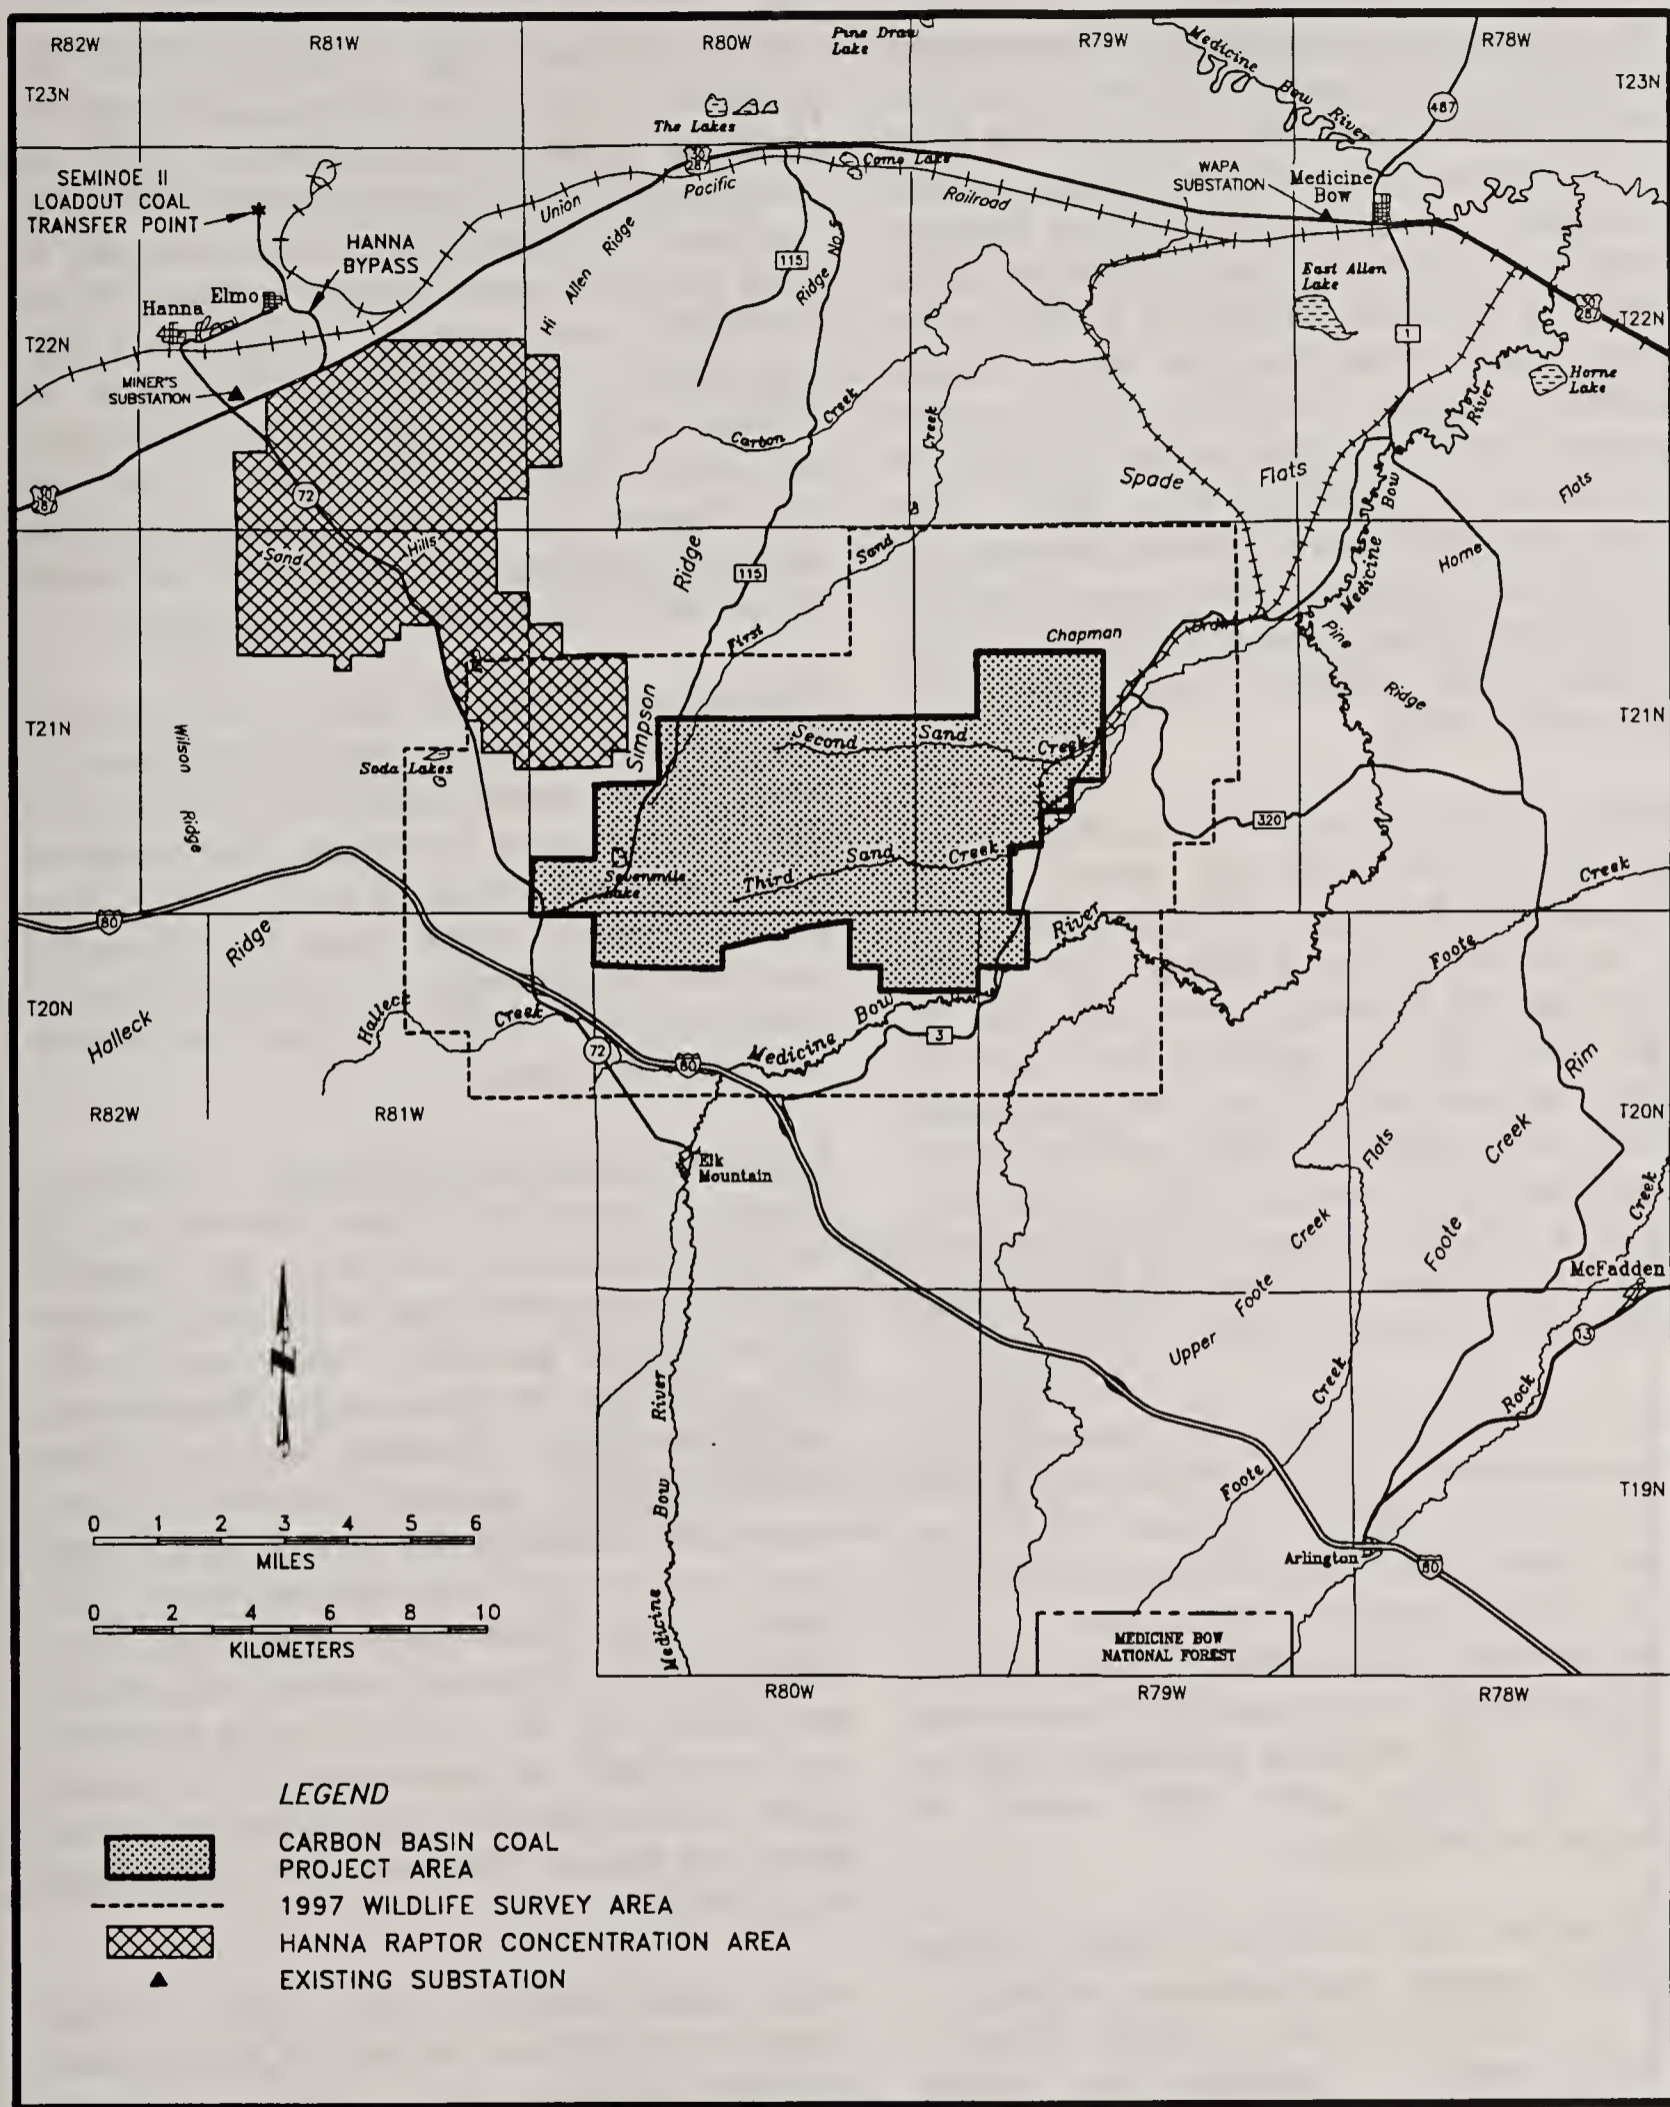 R82W
R81W
R80W
Pine Draw
Lake
R79W
R78W
T23N
T23N
Medicine
Bow
River
487
The Lakes
30
287
Como Lake
WAPA
SUBSTATION
Medicine
Bow
SEMINOE II
LOADOUT COAL
TRANSFER POINT
Union
Pacific
Railroad
HANNA
BYPASS
Hi
Allen
Ridge
115
Ridge
East Allen
Lake
Hanna
Elmo
1
287
T22N
T22N
MINER'S
SUBSTATION
Horne
Lake
River
Carbon
Creek
Creek
Spade
Flats
Bow
Flats
287
72
Sand
Hills
Ridge
115
Sand
First
Medicine
Horne
Chapman
Draw
Pine
Ridge
Simpson
T21N
T21N
Wilson
Ridge
Soda Lakes
Second
Sand
Creek
320
Sevenmile
Lake
Third
Sand
Creek
Creek
80
Ridge
River
Foote
T20N
Halleck
Halleck
Creek
72
80
Medicine
Bow
3
Rim
R82W
R81W
T20N
Elk
Mountain
Flats
Creek
Creek
Creek
Foote
McFadden
Foote
Upper
13
River
Creek
Rock
Bow
Foote
T19N
0 1 2 3 4 5 6
MILES
Arlington
80
0 2 4 6 8 10
KILOMETERS
Medicine
MEDICINE BOW
NATIONAL FOREST
R80W
R79W
R78W
LEGEND
CARBON BASIN COAL
PROJECT AREA
1997 WILDLIFE SURVEY AREA
HANNA RAPTOR CONCENTRATION AREA
EXISTING SUBSTATION